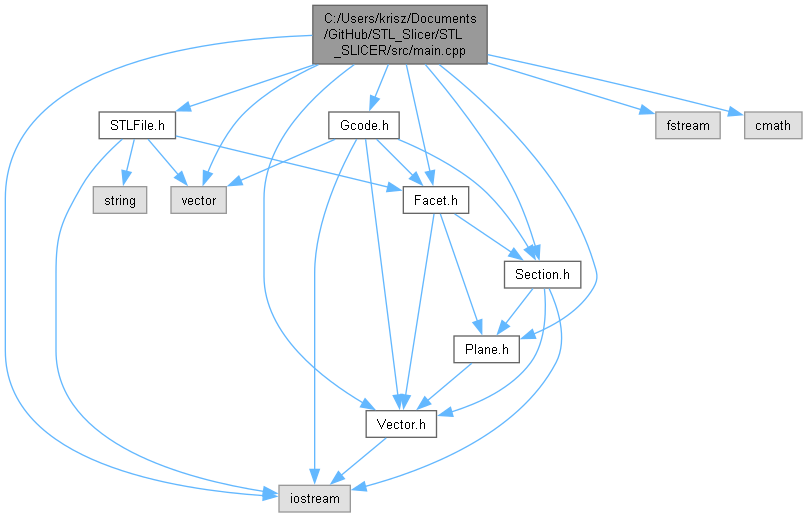 C:/Users/krisz/Documents
/GitHub/STL_Slicer/STL
_SLICER/src/main.cpp
STLFile.h
Gcode.h
fstream
cmath
string
vector
Facet.h
Section.h
Plane.h
Vector.h
iostream